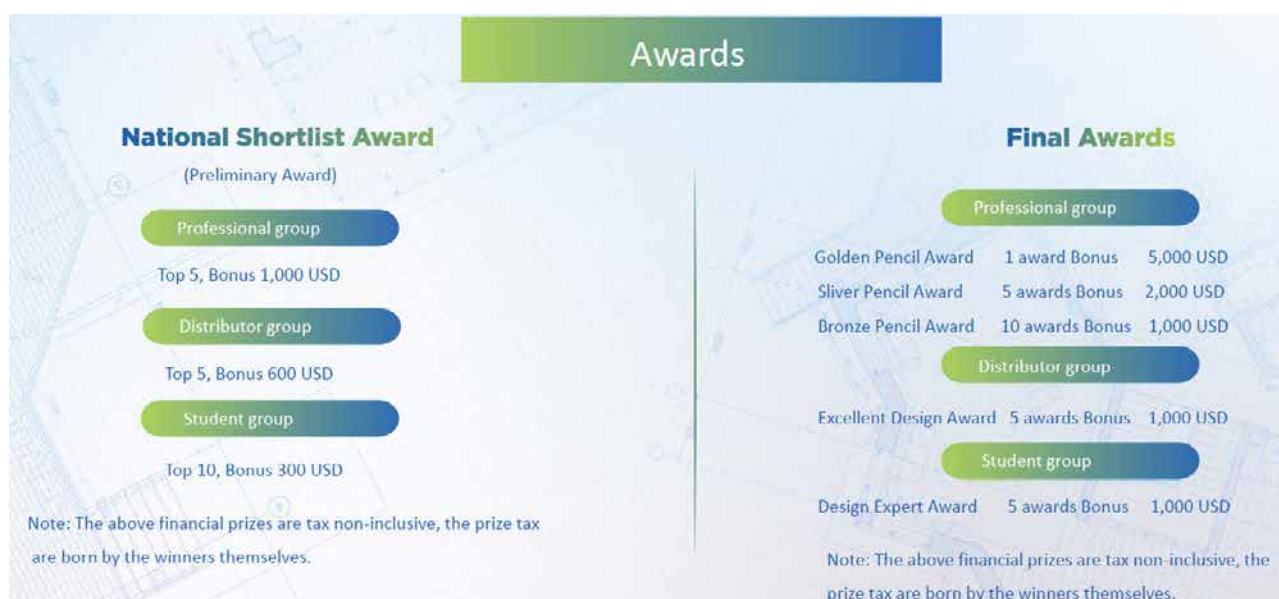 Awards
National Shortlist Award
(Preliminary Award)
Professional group
Top 5, Bonus 1,000 USD
Distributor group
Top 5, Bonus 600 USD
Student group
Top 10, Bonus 300 USD
Note: The above financial prizes are tax non-inclusive, the prize tax
are born by the winners themselves.
Final Awards
Professional group
Golden Pencil Award 1 award Bonus 5,000 USD
Sliver Pencil Award 5 awards Bonus 2,000 USD
Bronze Pencil Award 10 awards Bonus 1,000 USD
Distributor group
Excellent Design Award 5 awards Bonus 1,000 USD
Student group
Design Expert Award 5 awards Bonus 1,000 USD
Note: The above financial prizes are tax non-inclusive, the
prize tax are born by the winners themselves.